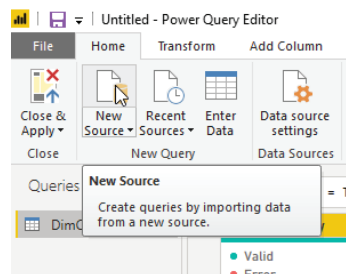 Untitled - Power Query Editor
File Home Transform Add Column
Close & Apply New Source Recent Sources Enter Data Data source settings
Close New Query Data Sources
Queries
New Source
Create queries by importing data
from a new source.
= T
Valid
Error